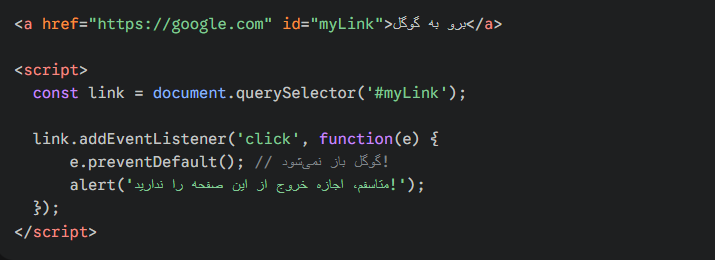 <a href="https://google.com" id="myLink">برو به گوگل</a>
<script>
const link = document.querySelector('#myLink');
link.addEventListener('click', function(e) {
e.preventDefault(); // گوگل باز نمی‌شود!
alert('متاسفم، اجازه خروج از این صفحه را ندارید!');
});
</script>